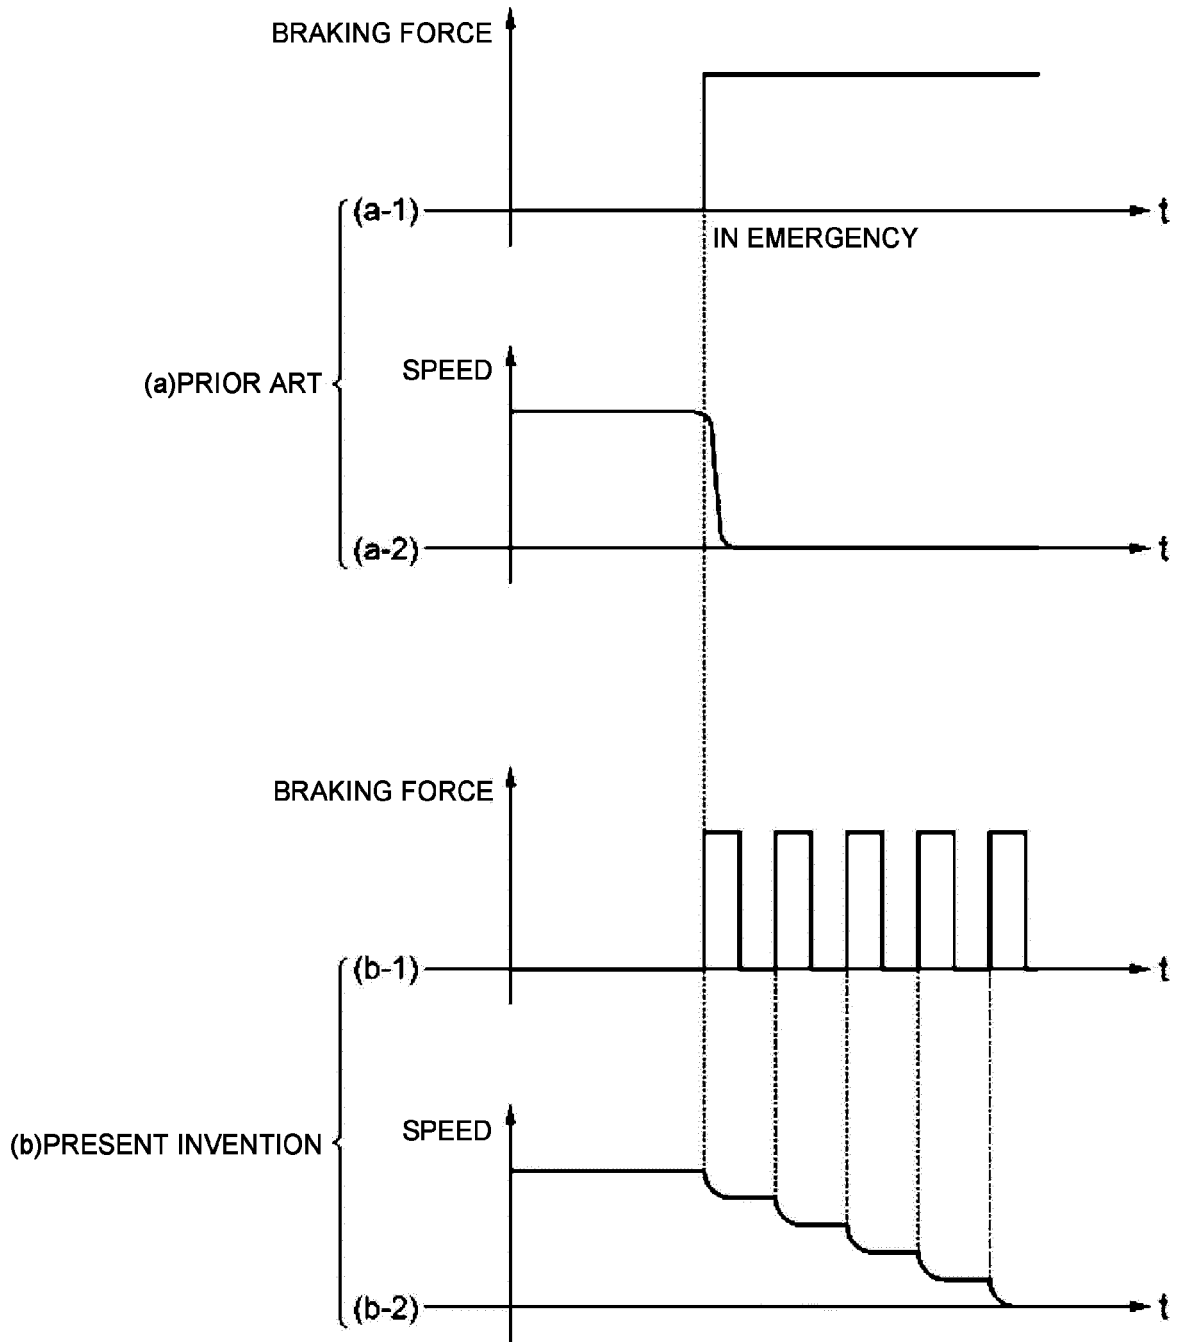 BRAKING FORCE
(a-1)
t
IN EMERGENCY
SPEED
(a)PRIOR ART
(a-2)
t
BRAKING FORCE
(b-1)
t
SPEED
(b)PRESENT INVENTION
(b-2)
t